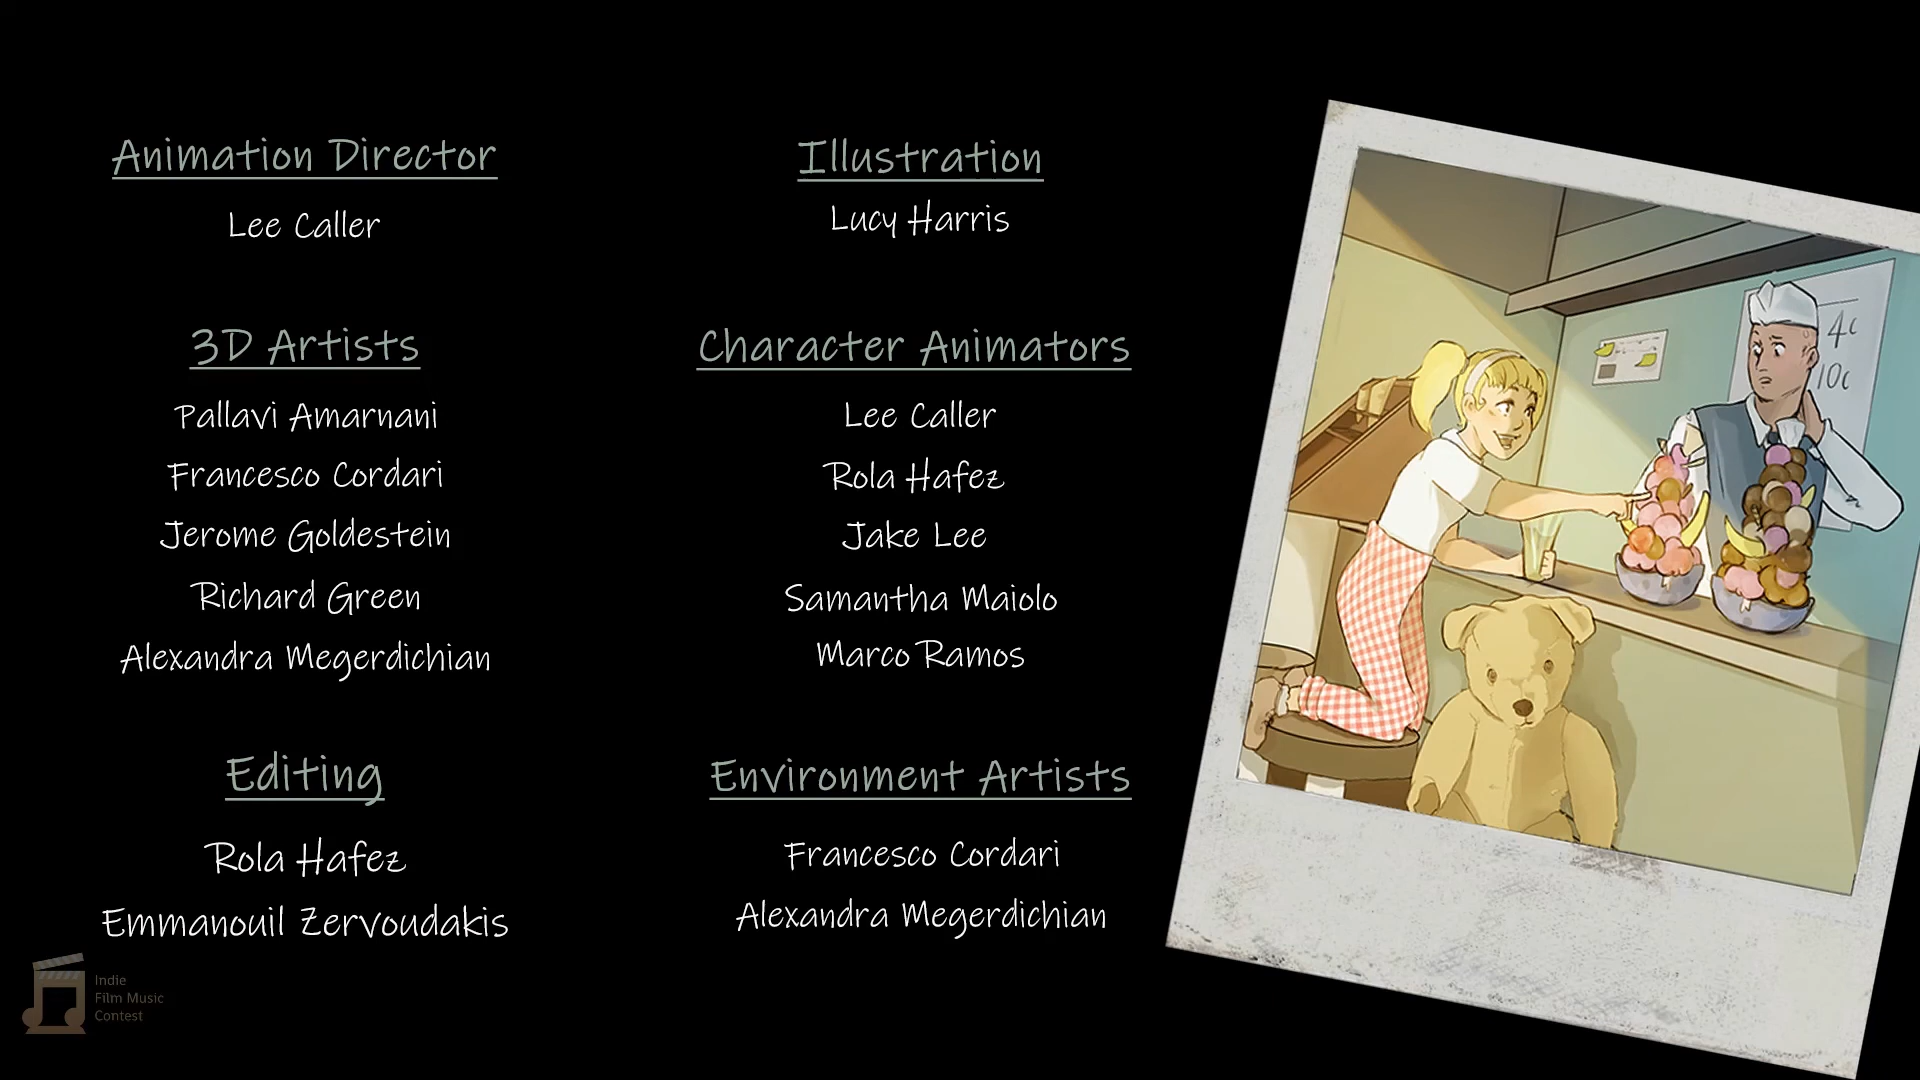 Animation Director
Lee Caller
3D Artists
Pallavi Amarnani
Francesco Cordari
Jerome Goldestein
Richard Green
Alexandra Megerdichian
Editing
Rola Hafez
Emmanouil Zervoudakis
Illustration
Lucy Harris
Character Animators
Lee Caller
Rola Hafez
Jake Lee
Samantha Maiolo
Marco Ramos
Environment Artists
Francesco Cordari
Alexandra Megerdichian
4c
10c
Indie
Film Music
Contest